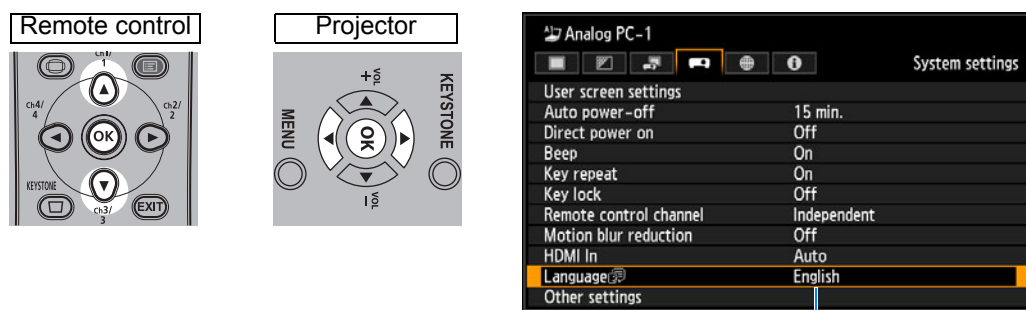 Remote control
Ch1/
1
Ch4/
4
Ch2/
2
OK
KEYSTONE
Ch3/
3
EXIT
Projector
MENU
VOL
+
OK
−
VOL
KEYSTONE
Analog PC-1
System settings
User screen settings
Auto power-off 15 min.
Direct power on Off
Beep On
Key repeat On
Key lock Off
Remote control channel Independent
Motion blur reduction Off
HDMI In Auto
Language English
Other settings